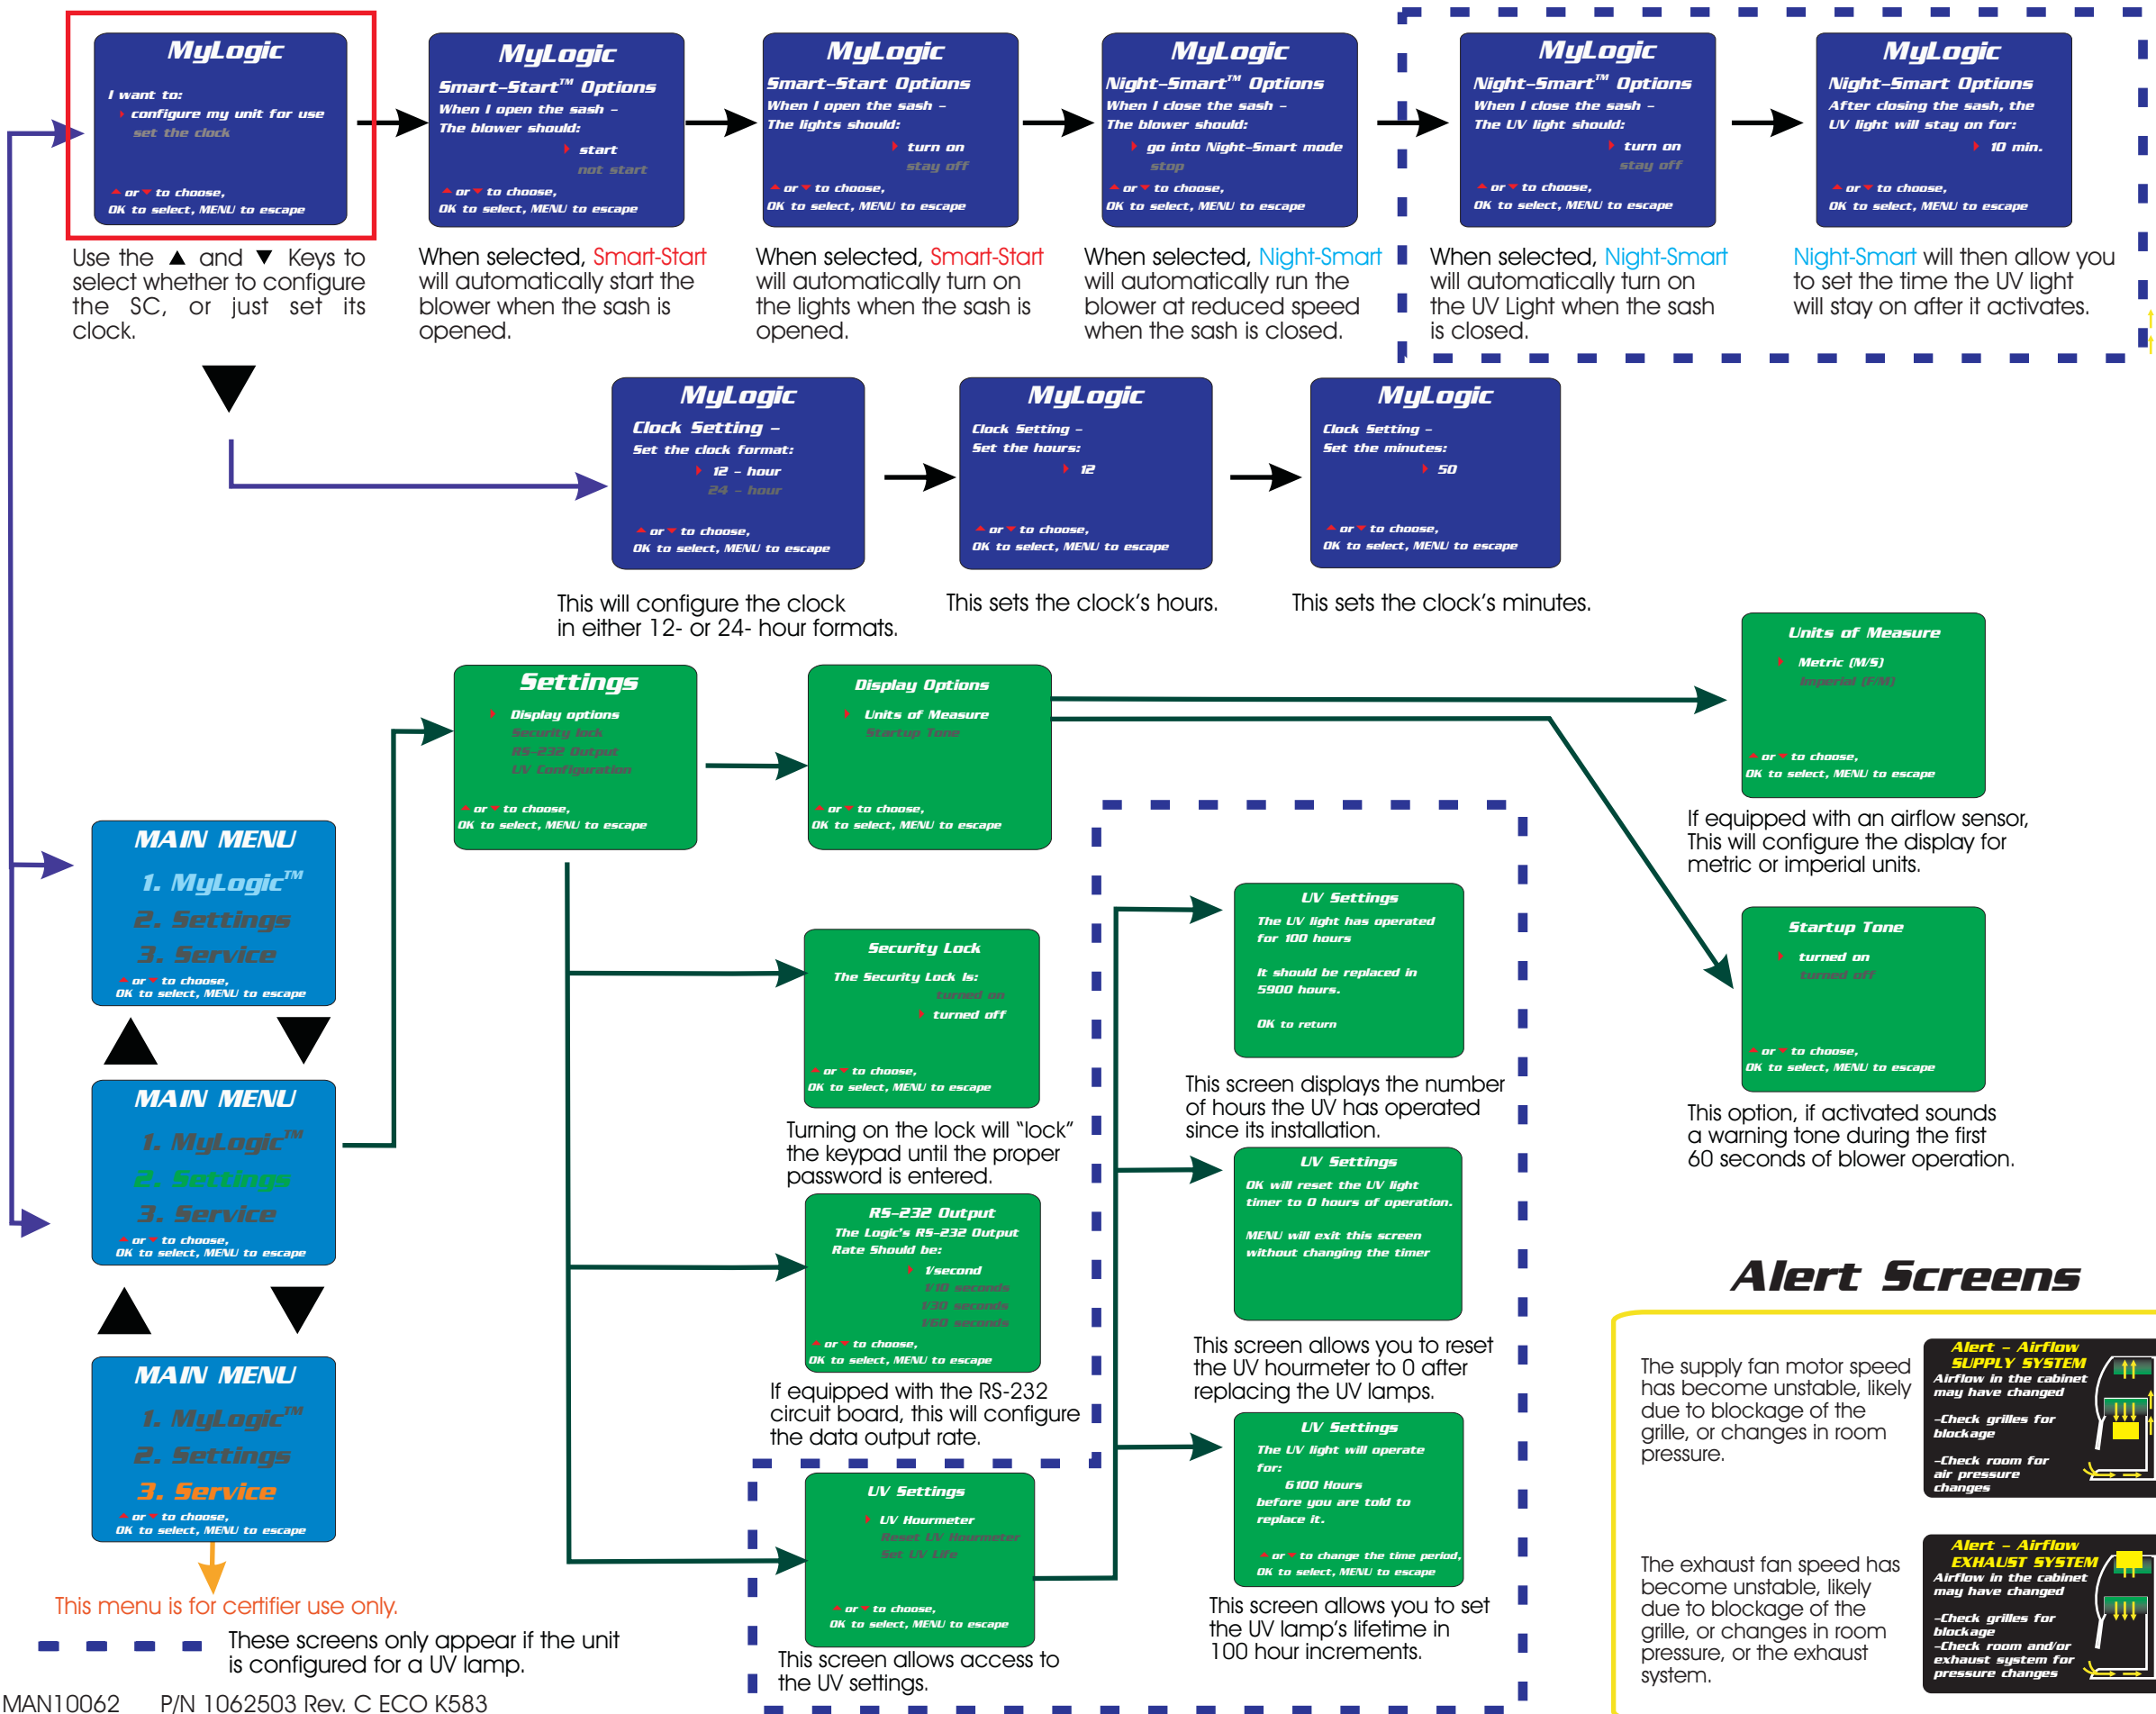 MyLogic
I want to:
configure my unit for use
set the clock
▲ or ▼ to choose,
OK to select, MENU to escape
Use the ▲ and ▼ Keys to
select whether to configure
the SC, or just set its
clock.
MyLogic
Smart-Start™ Options
When I open the sash -
The blower should:
start
not start
▲ or ▼ to choose,
OK to select, MENU to escape
When selected, Smart-Start
will automatically start the
blower when the sash is
opened.
MyLogic
Smart-Start Options
When I open the sash -
The lights should:
turn on
stay off
▲ or ▼ to choose,
OK to select, MENU to escape
When selected, Smart-Start
will automatically turn on
the lights when the sash is
opened.
MyLogic
Night-Smart™ Options
When I close the sash -
The blower should:
go into Night-Smart mode
stop
▲ or ▼ to choose,
OK to select, MENU to escape
When selected, Night-Smart
will automatically run the
blower at reduced speed
when the sash is closed.
MyLogic
Night-Smart™ Options
When I close the sash -
The UV light should:
turn on
stay off
▲ or ▼ to choose,
OK to select, MENU to escape
When selected, Night-Smart
will automatically turn on
the UV Light when the sash
is closed.
MyLogic
Night-Smart Options
After closing the sash, the
UV light will stay on for:
10 min.
▲ or ▼ to choose,
OK to select, MENU to escape
Night-Smart will then allow you
to set the time the UV light
will stay on after it activates.
MyLogic
Clock Setting -
Set the clock format:
12 - hour
24 - hour
▲ or ▼ to choose,
OK to select, MENU to escape
This will configure the clock
in either 12- or 24- hour formats.
MyLogic
Clock Setting -
Set the hours:
12
▲ or ▼ to choose,
OK to select, MENU to escape
This sets the clock's hours.
MyLogic
Clock Setting -
Set the minutes:
50
▲ or ▼ to choose,
OK to select, MENU to escape
This sets the clock's minutes.
MAIN MENU
1. MyLogic™
2. Settings
3. Service
▲ or ▼ to choose,
OK to select, MENU to escape
MAIN MENU
1. MyLogic™
2. Settings
3. Service
▲ or ▼ to choose,
OK to select, MENU to escape
MAIN MENU
1. MyLogic™
2. Settings
3. Service
▲ or ▼ to choose,
OK to select, MENU to escape
This menu is for certifier use only.
These screens only appear if the unit
is configured for a UV lamp.
Settings
Display options
Security lock
RS-232 Output
UV Configuration
▲ or ▼ to choose,
OK to select, MENU to escape
Display Options
Units of Measure
Startup Tone
▲ or ▼ to choose,
OK to select, MENU to escape
Units of Measure
Metric (M/S)
Imperial (F/M)
▲ or ▼ to choose,
OK to select, MENU to escape
If equipped with an airflow sensor,
This will configure the display for
metric or imperial units.
Startup Tone
turned on
turned off
▲ or ▼ to choose,
OK to select, MENU to escape
This option, if activated sounds
a warning tone during the first
60 seconds of blower operation.
Security Lock
The Security Lock Is:
turned on
turned off
▲ or ▼ to choose,
OK to select, MENU to escape
Turning on the lock will “lock”
the keypad until the proper
password is entered.
RS-232 Output
The Logic's RS-232 Output
Rate Should be:
1/second
1/10 seconds
1/30 seconds
1/60 seconds
▲ or ▼ to choose,
OK to select, MENU to escape
If equipped with the RS-232
circuit board, this will configure
the data output rate.
UV Settings
UV Hourmeter
Reset UV Hourmeter
Set UV Life
▲ or ▼ to choose,
OK to select, MENU to escape
This screen allows access to
the UV settings.
UV Settings
The UV light has operated
for 100 hours
It should be replaced in
5900 hours.
OK to return
This screen displays the number
of hours the UV has operated
since its installation.
UV Settings
OK will reset the UV light
timer to 0 hours of operation.
MENU will exit this screen
without changing the timer
This screen allows you to reset
the UV hourmeter to 0 after
replacing the UV lamps.
UV Settings
The UV light will operate
for:
6100 Hours
before you are told to
replace it.
▲ or ▼ to change the time period,
OK to select, MENU to escape
This screen allows you to set
the UV lamp's lifetime in
100 hour increments.
Alert Screens
The supply fan motor speed
has become unstable, likely
due to blockage of the
grille, or changes in room
pressure.
Alert - Airflow
SUPPLY SYSTEM
Airflow in the cabinet
may have changed
-Check grilles for
blockage
-Check room for
air pressure
changes
The exhaust fan speed has
become unstable, likely
due to blockage of the
grille, or changes in room
pressure, or the exhaust
system.
Alert - Airflow
EXHAUST SYSTEM
Airflow in the cabinet
may have changed
-Check grilles for
blockage
-Check room and/or
exhaust system for
pressure changes
MAN10062 P/N 1062503 Rev. C ECO K583